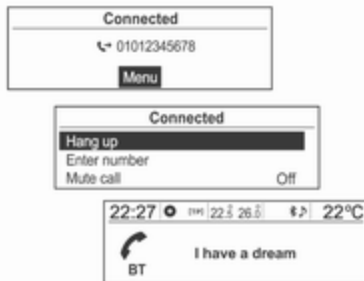 Connected
01012345678
Menu
Connected
Hang up
Enter number
Mute call Off
22:27 22.5 26.0 22°C
I have a dream
BT